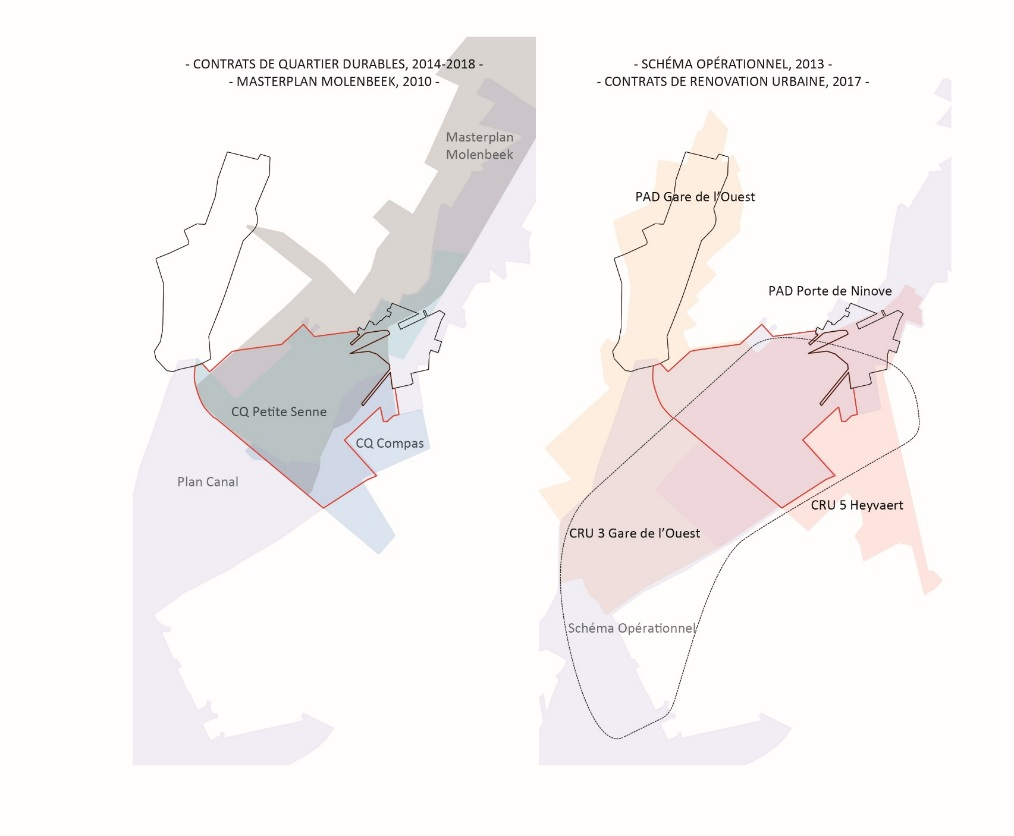 - CONTRATS DE QUARTIER DURABLES, 2014-2018 -
- MASTERPLAN MOLENBEEK, 2010 -
Masterplan
Molenbeek
CQ Petite Senne
CQ Compas
Plan Canal
- SCHÉMA OPÉRATIONNEL, 2013 -
- CONTRATS DE RENOVATION URBAINE, 2017 -
PAD Gare de l'Ouest
PAD Porte de Ninove
CRU 5 Heyvaert
CRU 3 Gare de l'Ouest
Schéma Opérationnel